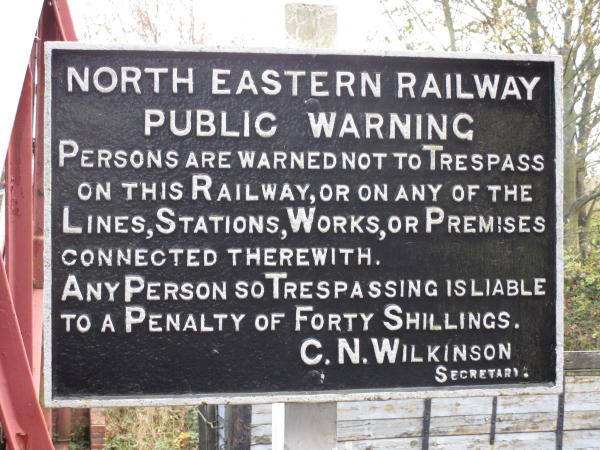 NORTH EASTERN RAILWAY
PUBLIC WARNING
PERSONS ARE WARNED NOT TO TRESPASS
ON THIS RAILWAY, OR ON ANY OF THE
LINES, STATIONS, WORKS, OR PREMISES
CONNECTED THEREWITH.
ANY PERSON SO TRESPASSING IS LIABLE
TO A PENALTY OF FORTY SHILLINGS.
C. N. WILKINSON
SECRETARY.